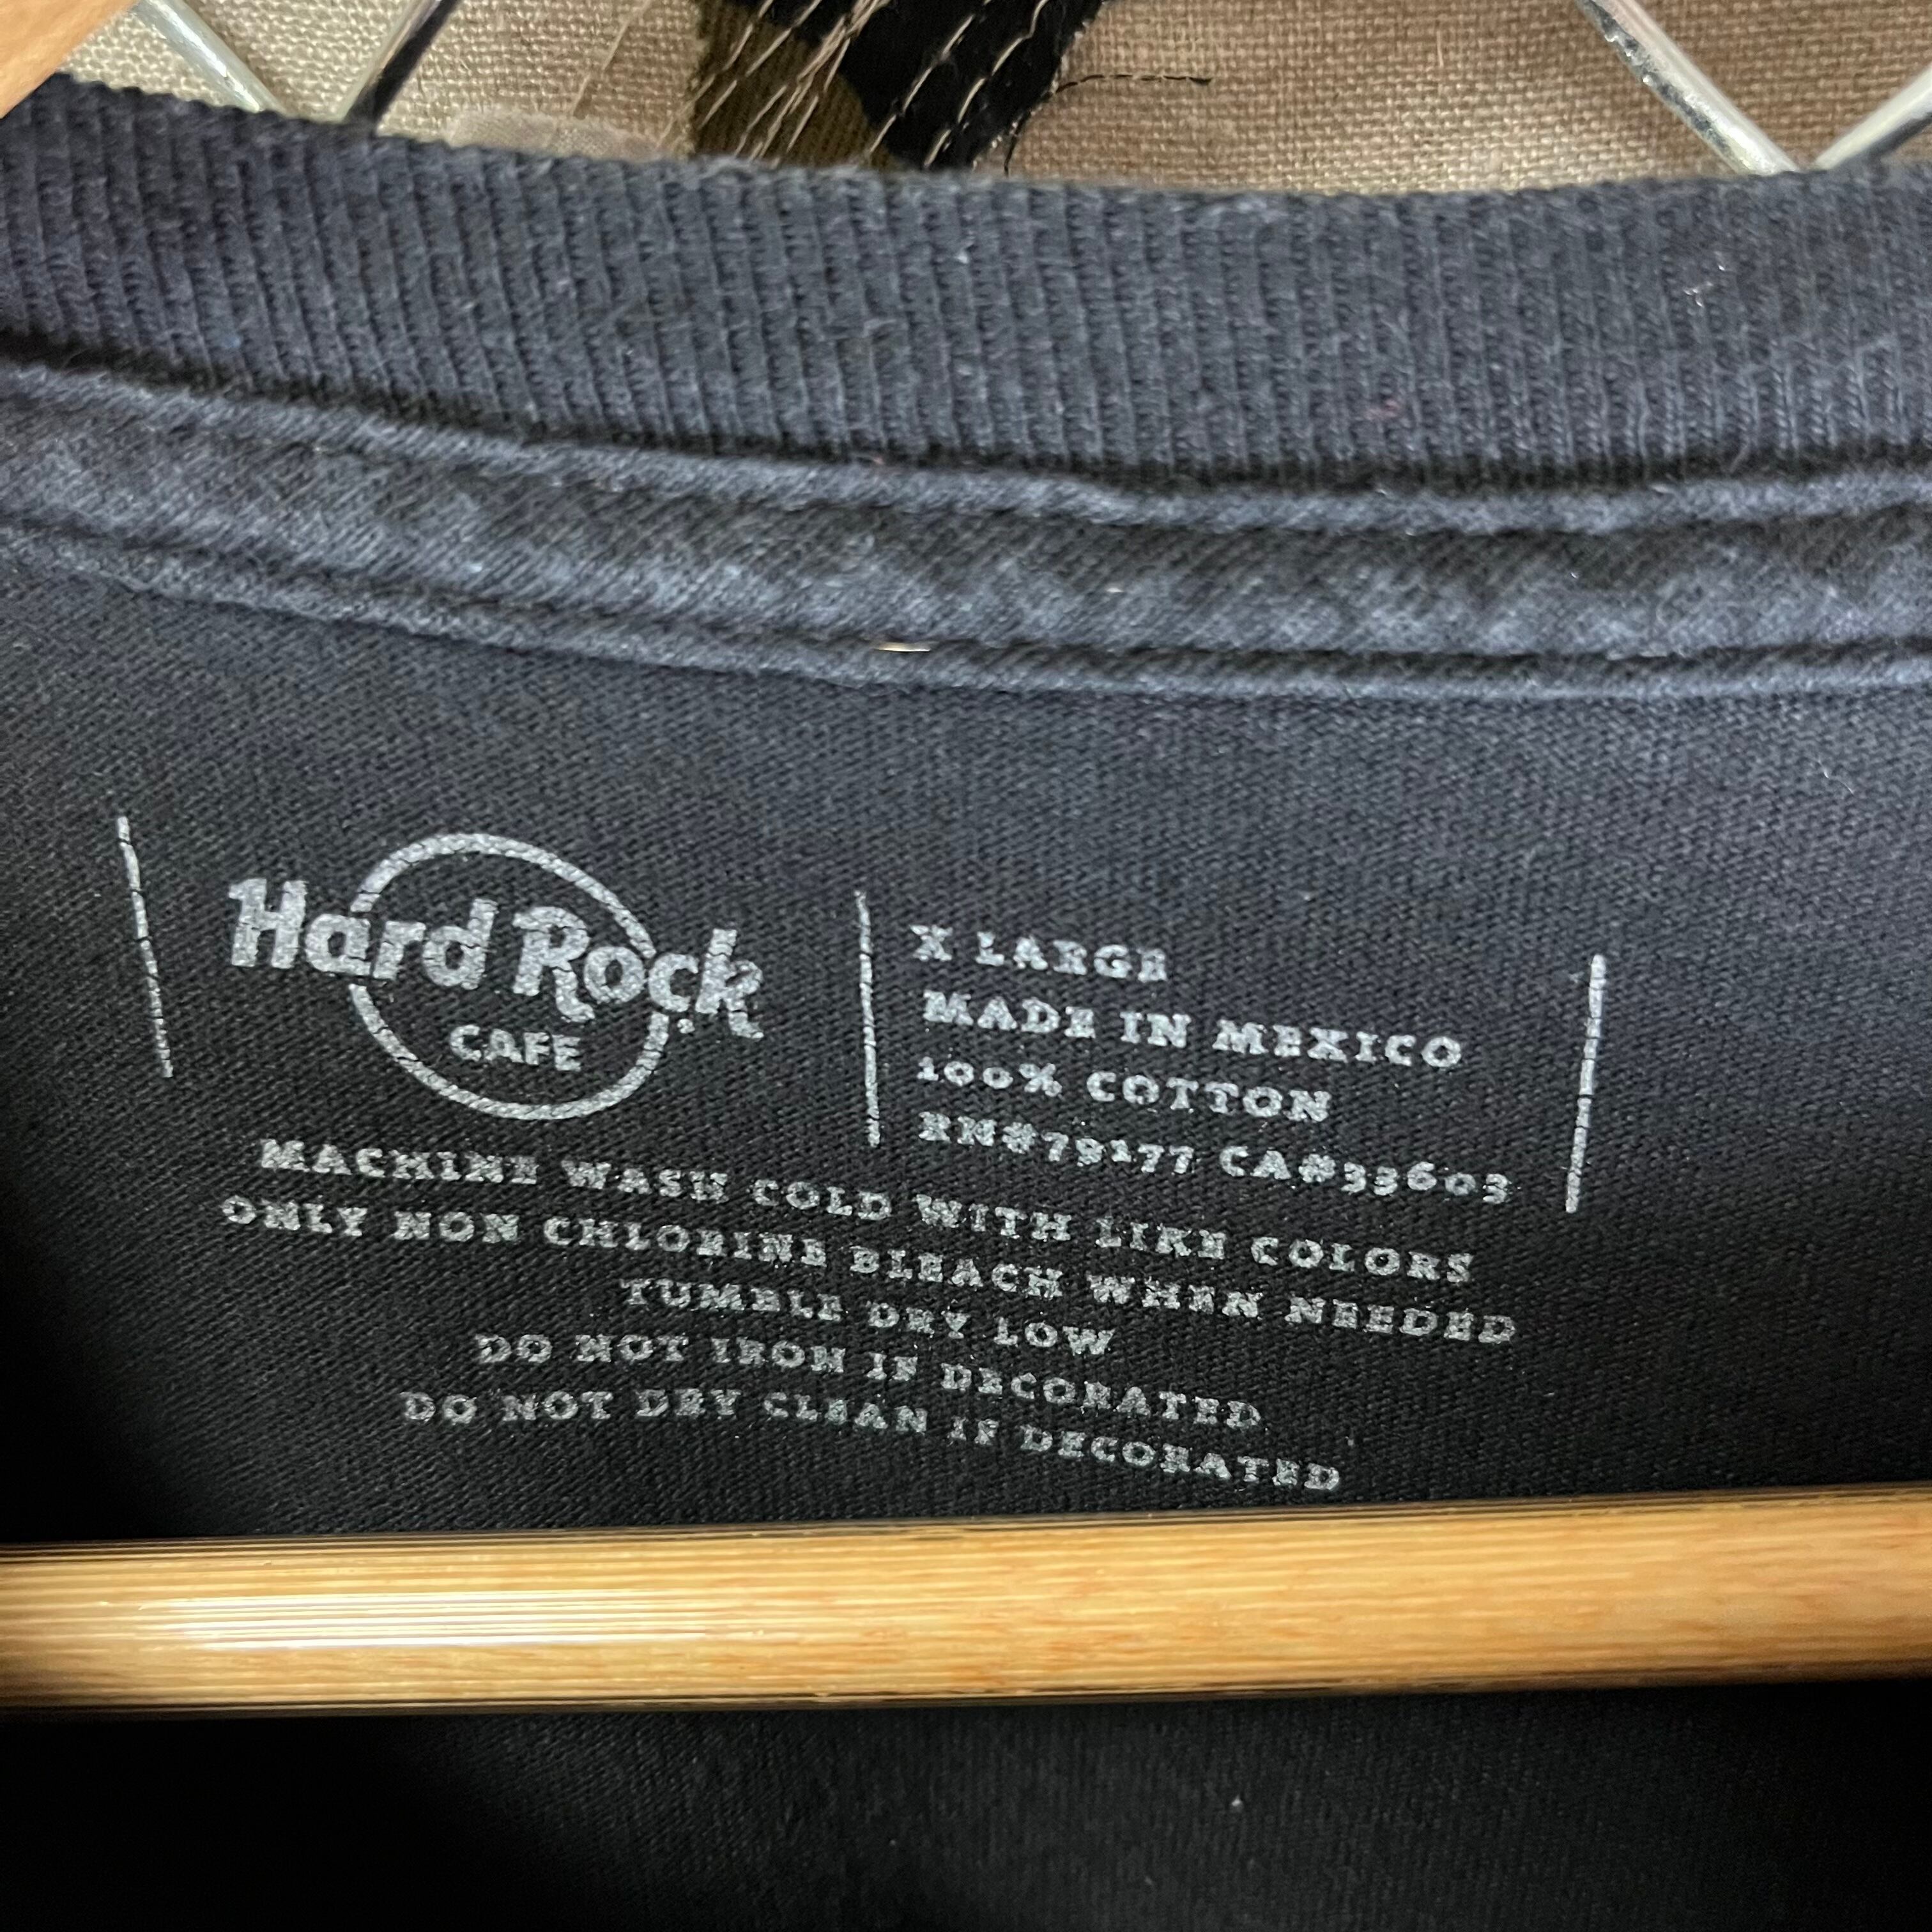 Hard Rock
CAFE
X LARGE
MADE IN MEXICO
100% COTTON
RN#79177 CA#33603
MACHINE WASH COLD WITH LIKE COLORS
ONLY NON CHLORINE BLEACH WHEN NEEDED
TUMBLE DRY LOW
DO NOT IRON IF DECORATED
DO NOT DRY CLEAN IF DECORATED